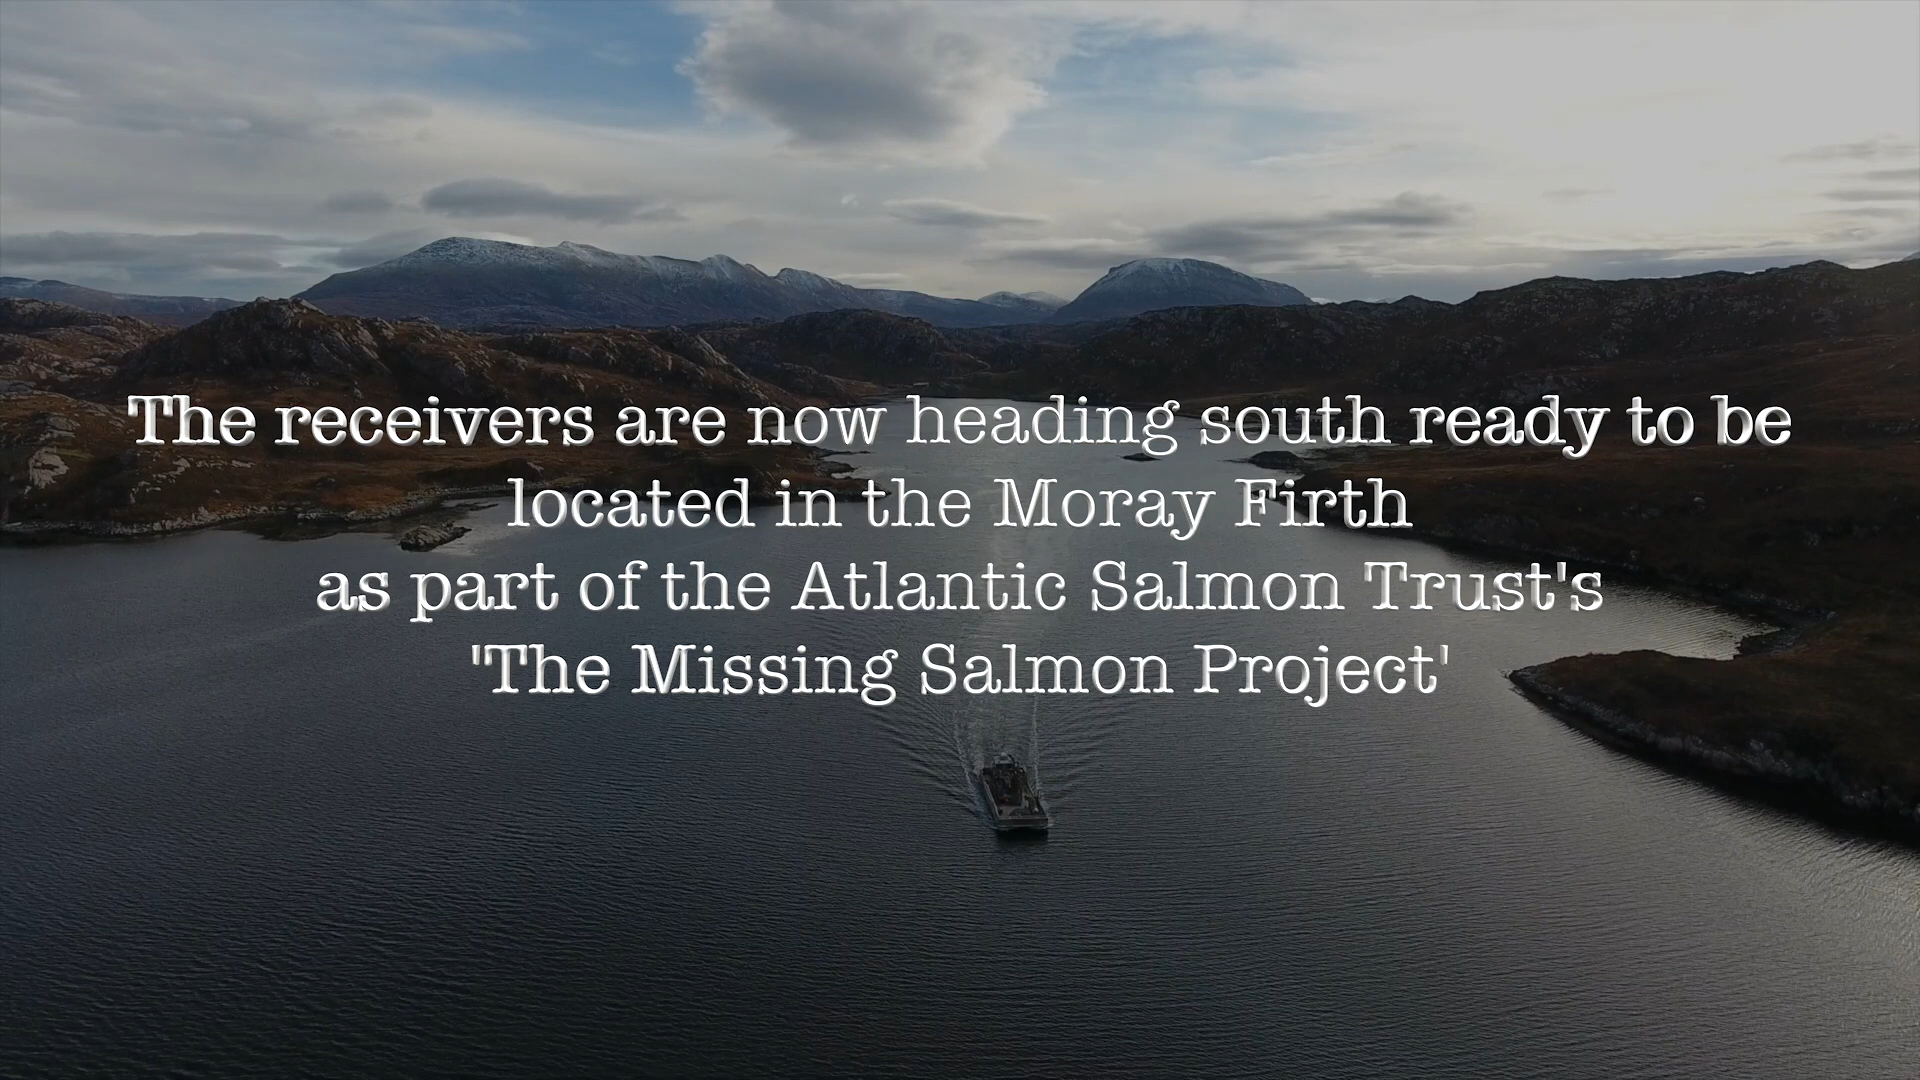 The receivers are now heading south ready to be
located in the Moray Firth
as part of the Atlantic Salmon Trust's
'The Missing Salmon Project'